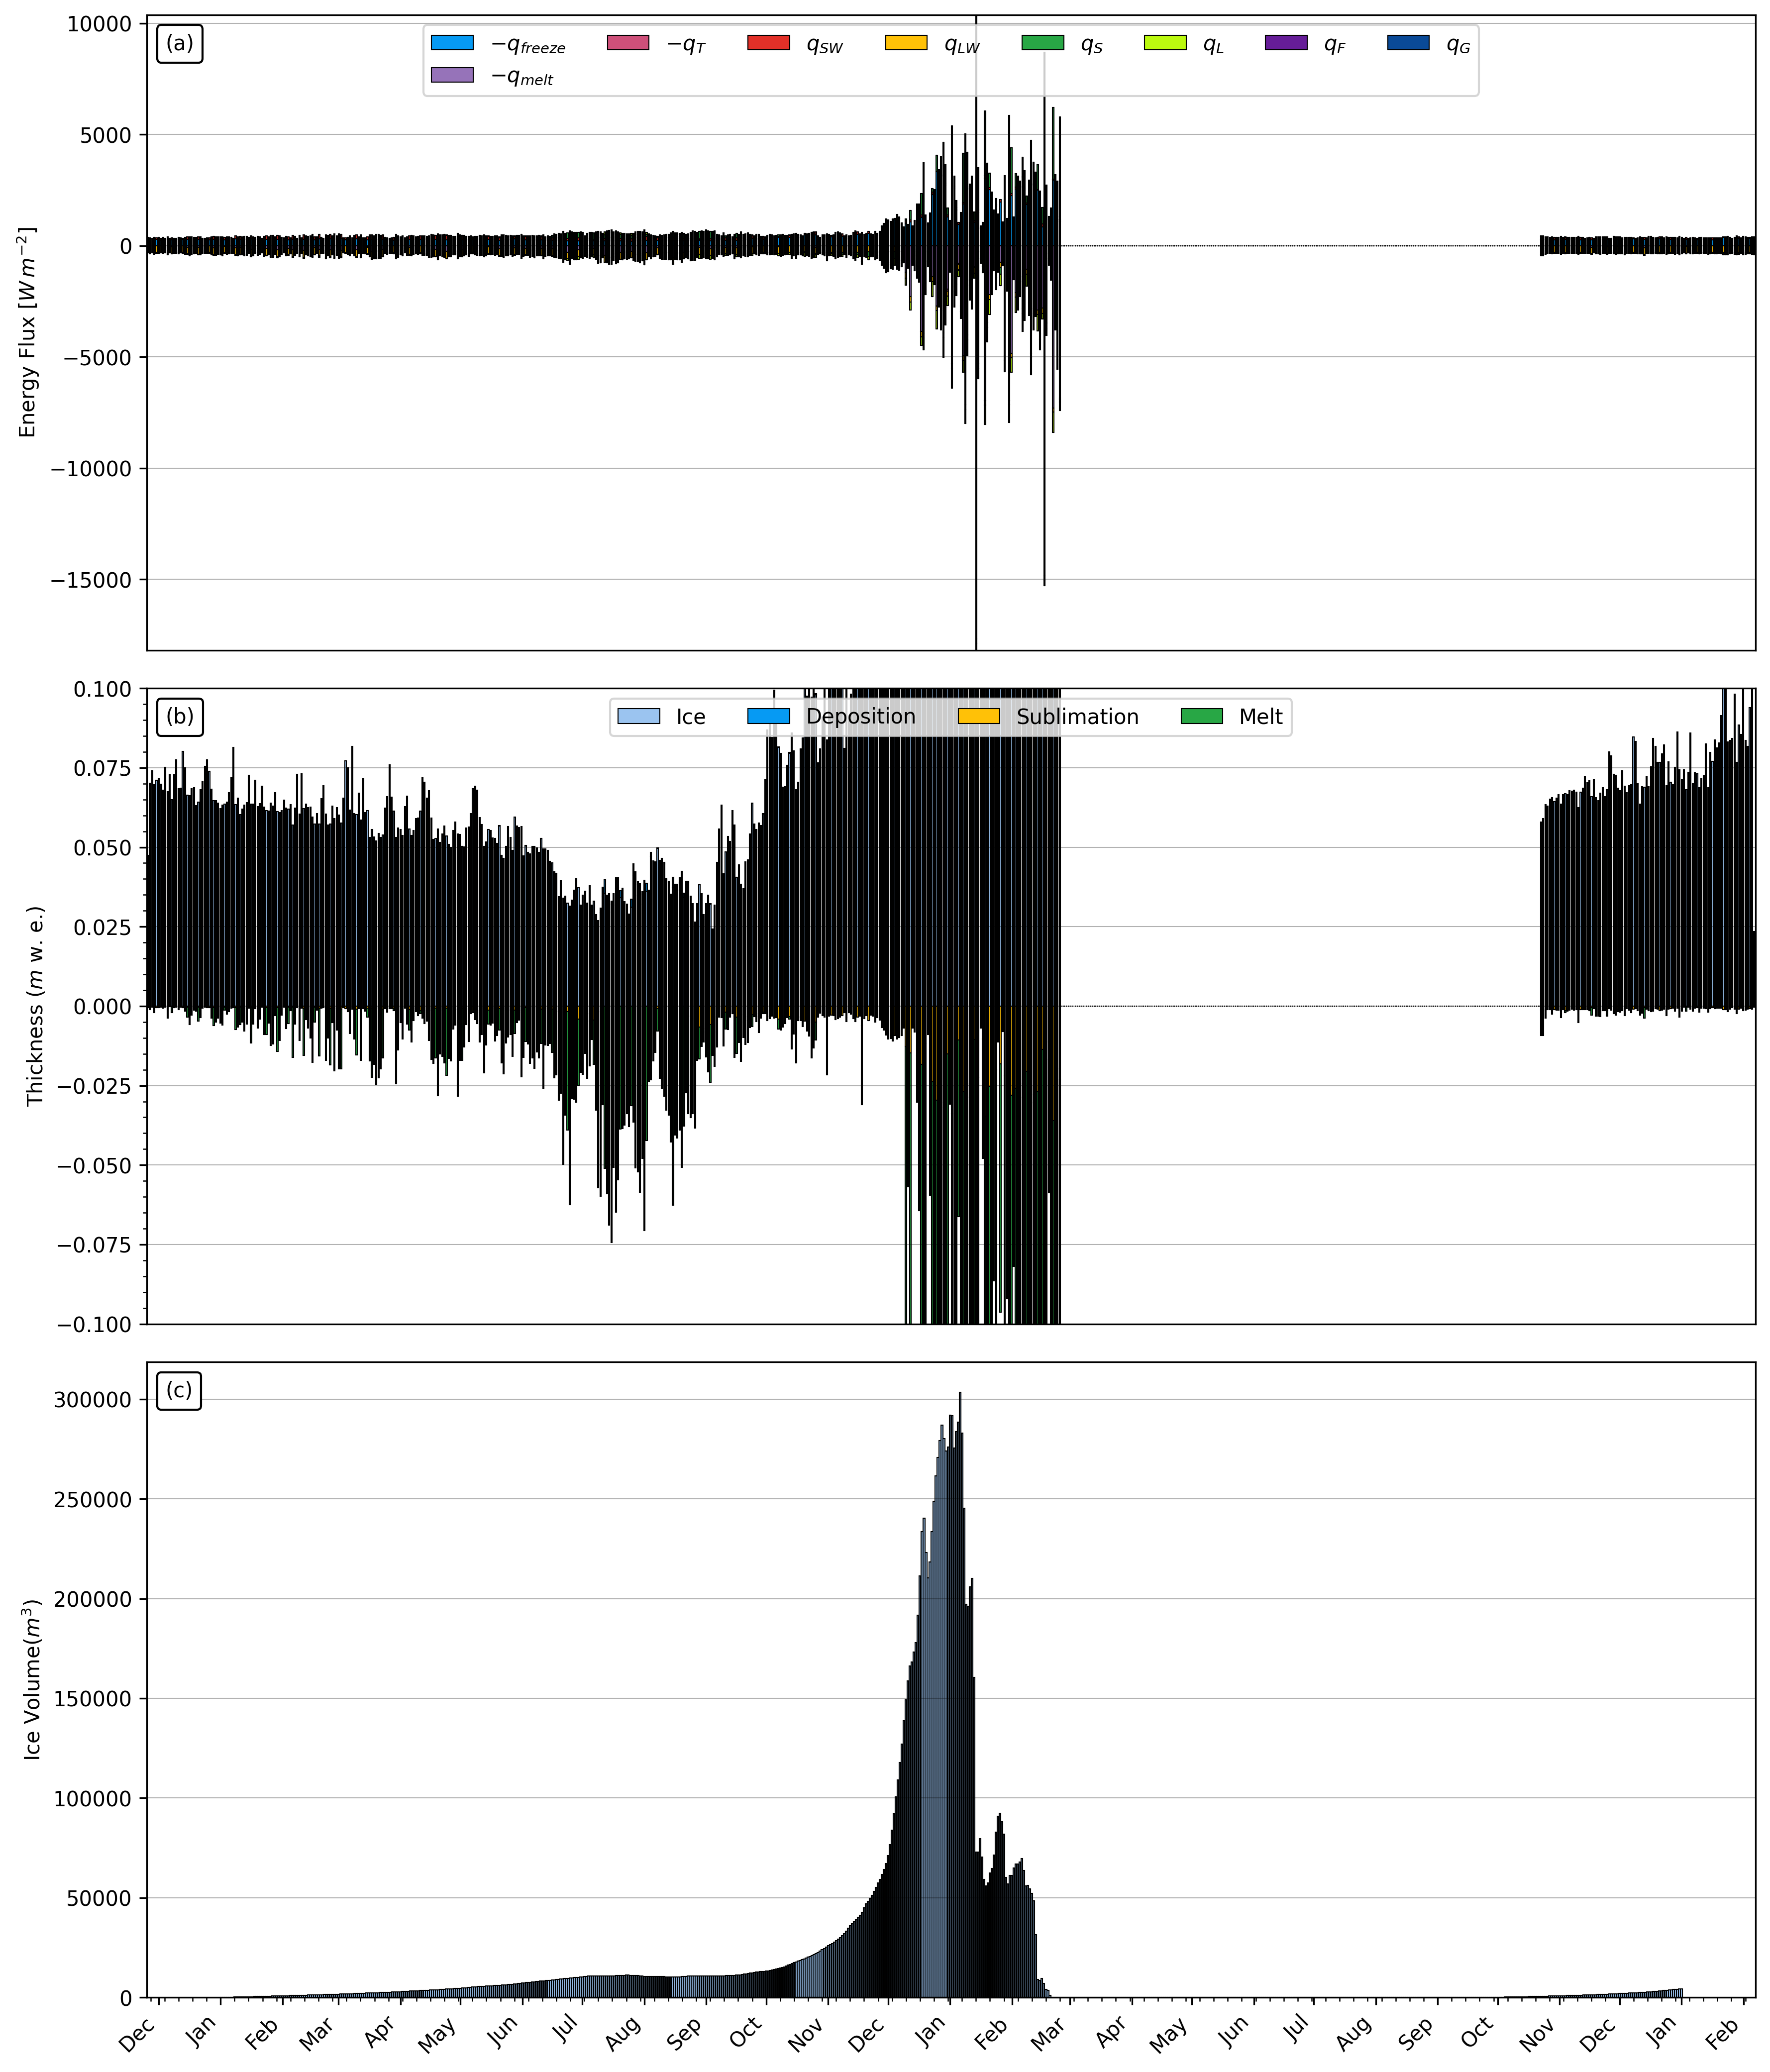 (a)
−q_freeze −q_T q_SW q_LW q_S q_L q_F q_G
−q_melt
10000
5000
0
−5000
−10000
−15000
Energy Flux [W m⁻²]
(b)
Ice Deposition Sublimation Melt
0.100
0.075
0.050
0.025
0.000
−0.025
−0.050
−0.075
−0.100
Thickness (m w. e.)
(c)
300000
250000
200000
150000
100000
50000
0
Ice Volume(m³)
Dec Jan Feb Mar Apr May Jun Jul Aug Sep Oct Nov Dec Jan Feb Mar Apr May Jun Jul Aug Sep Oct Nov Dec Jan Feb